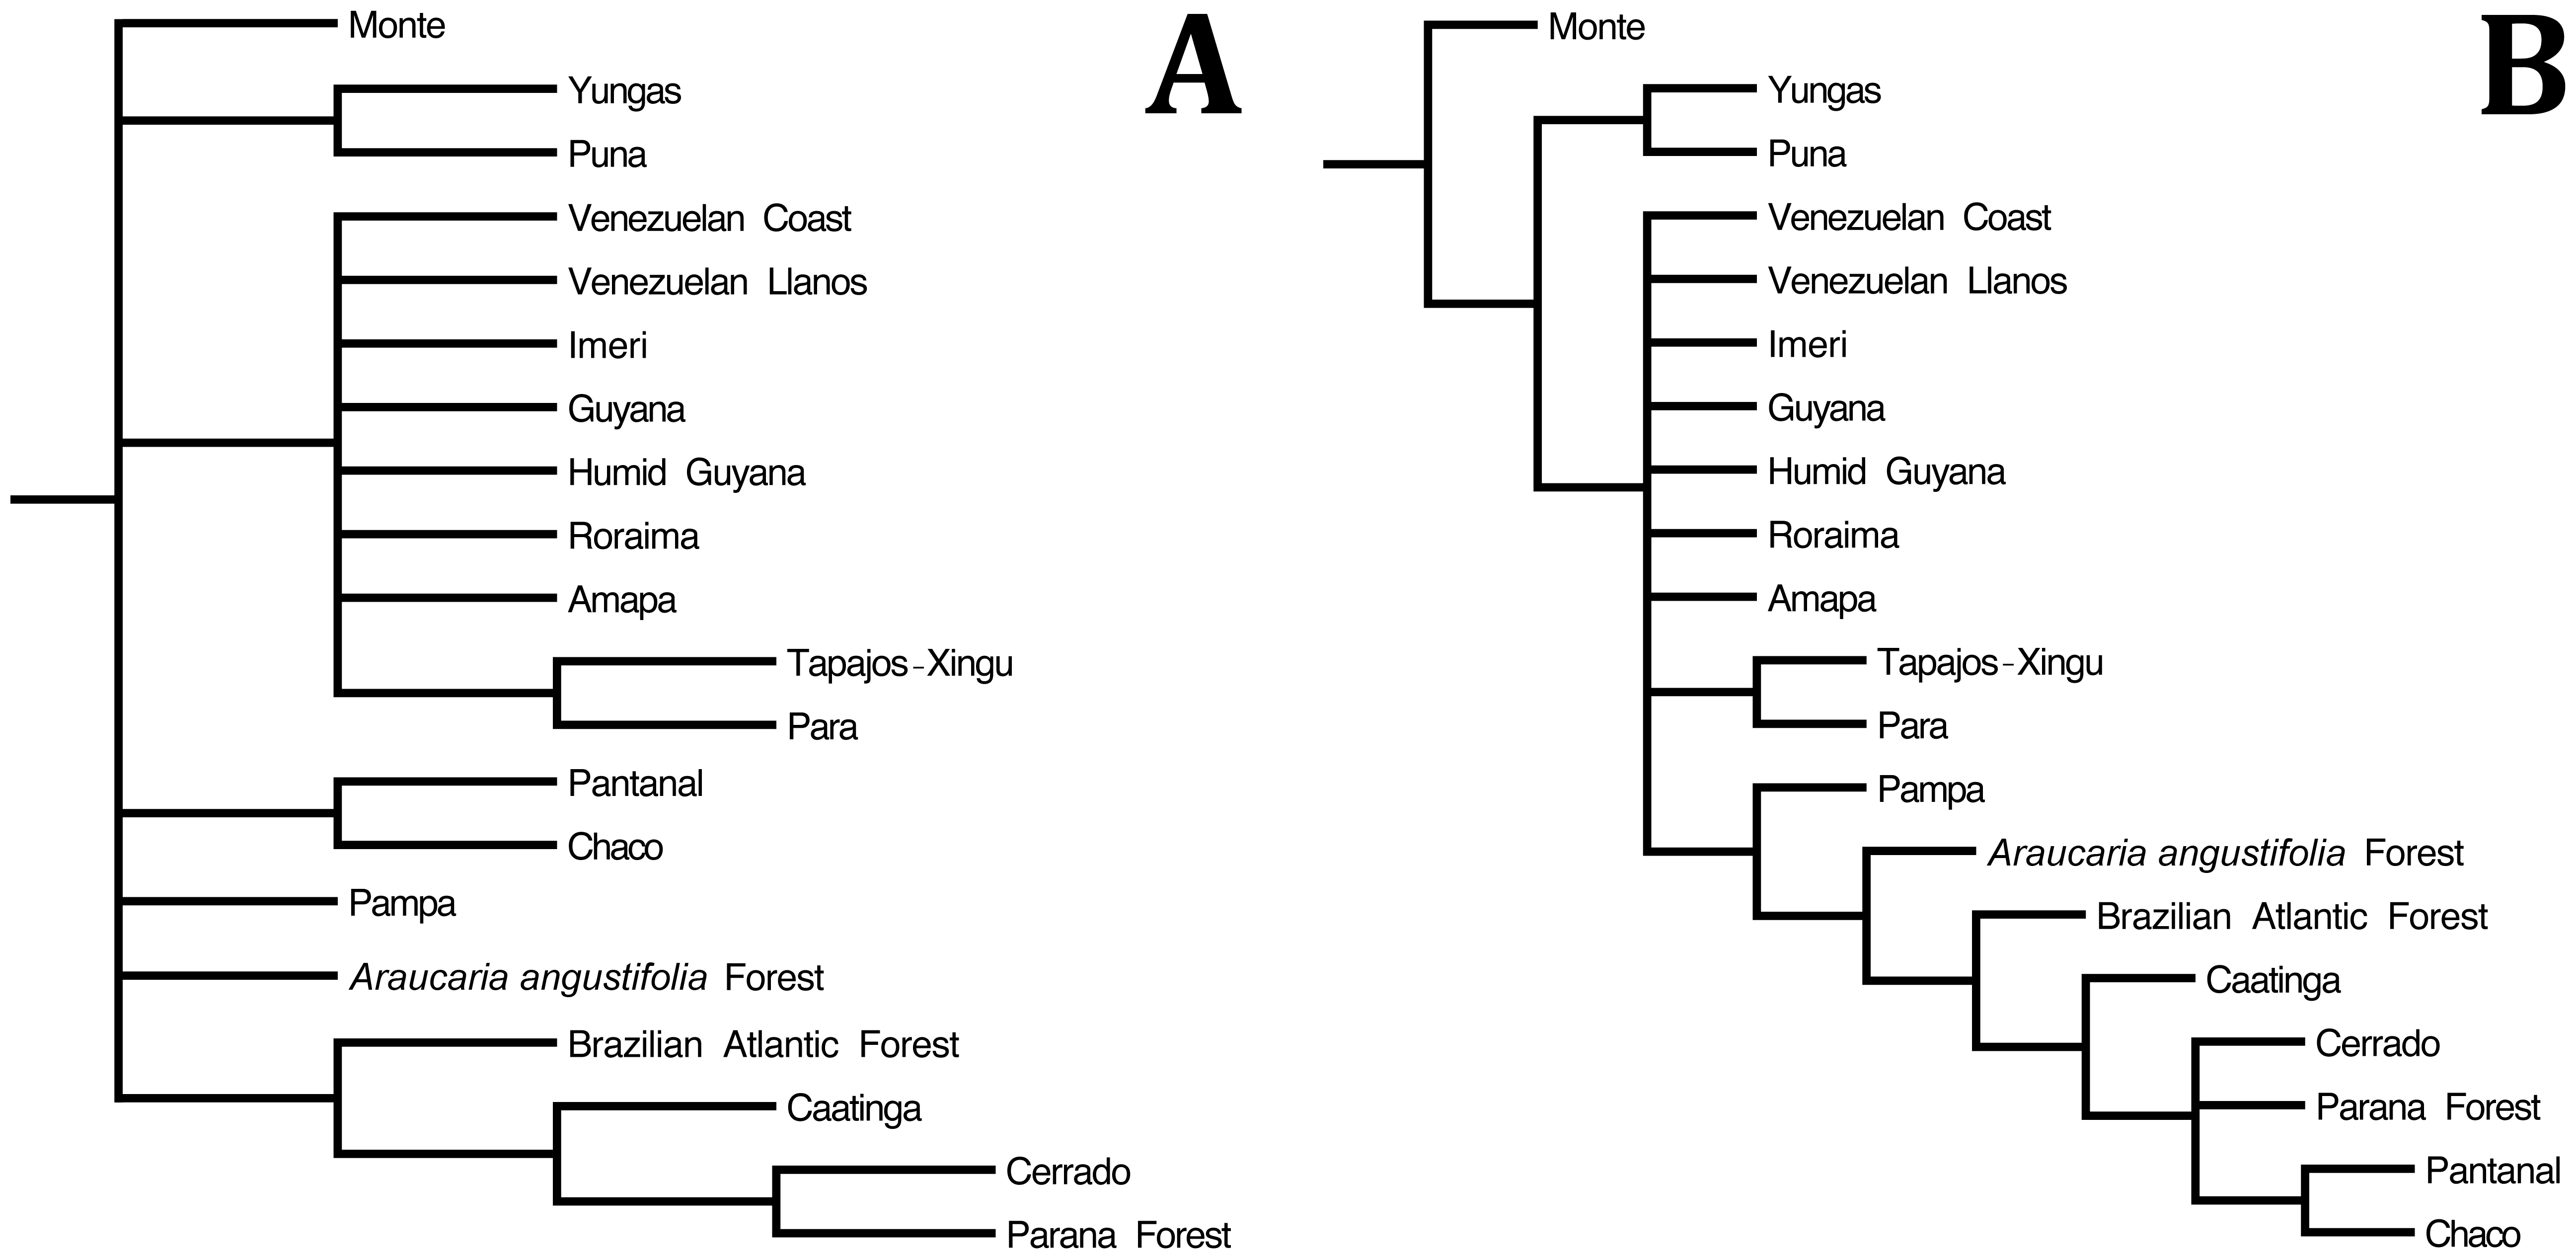 A
Monte
Yungas
Puna
Venezuelan Coast
Venezuelan Llanos
Imeri
Guyana
Humid Guyana
Roraima
Amapa
Tapajos-Xingu
Para
Pantanal
Chaco
Pampa
Araucaria angustifolia Forest
Brazilian Atlantic Forest
Caatinga
Cerrado
Parana Forest
B
Monte
Yungas
Puna
Venezuelan Coast
Venezuelan Llanos
Imeri
Guyana
Humid Guyana
Roraima
Amapa
Tapajos-Xingu
Para
Pampa
Araucaria angustifolia Forest
Brazilian Atlantic Forest
Caatinga
Cerrado
Parana Forest
Pantanal
Chaco